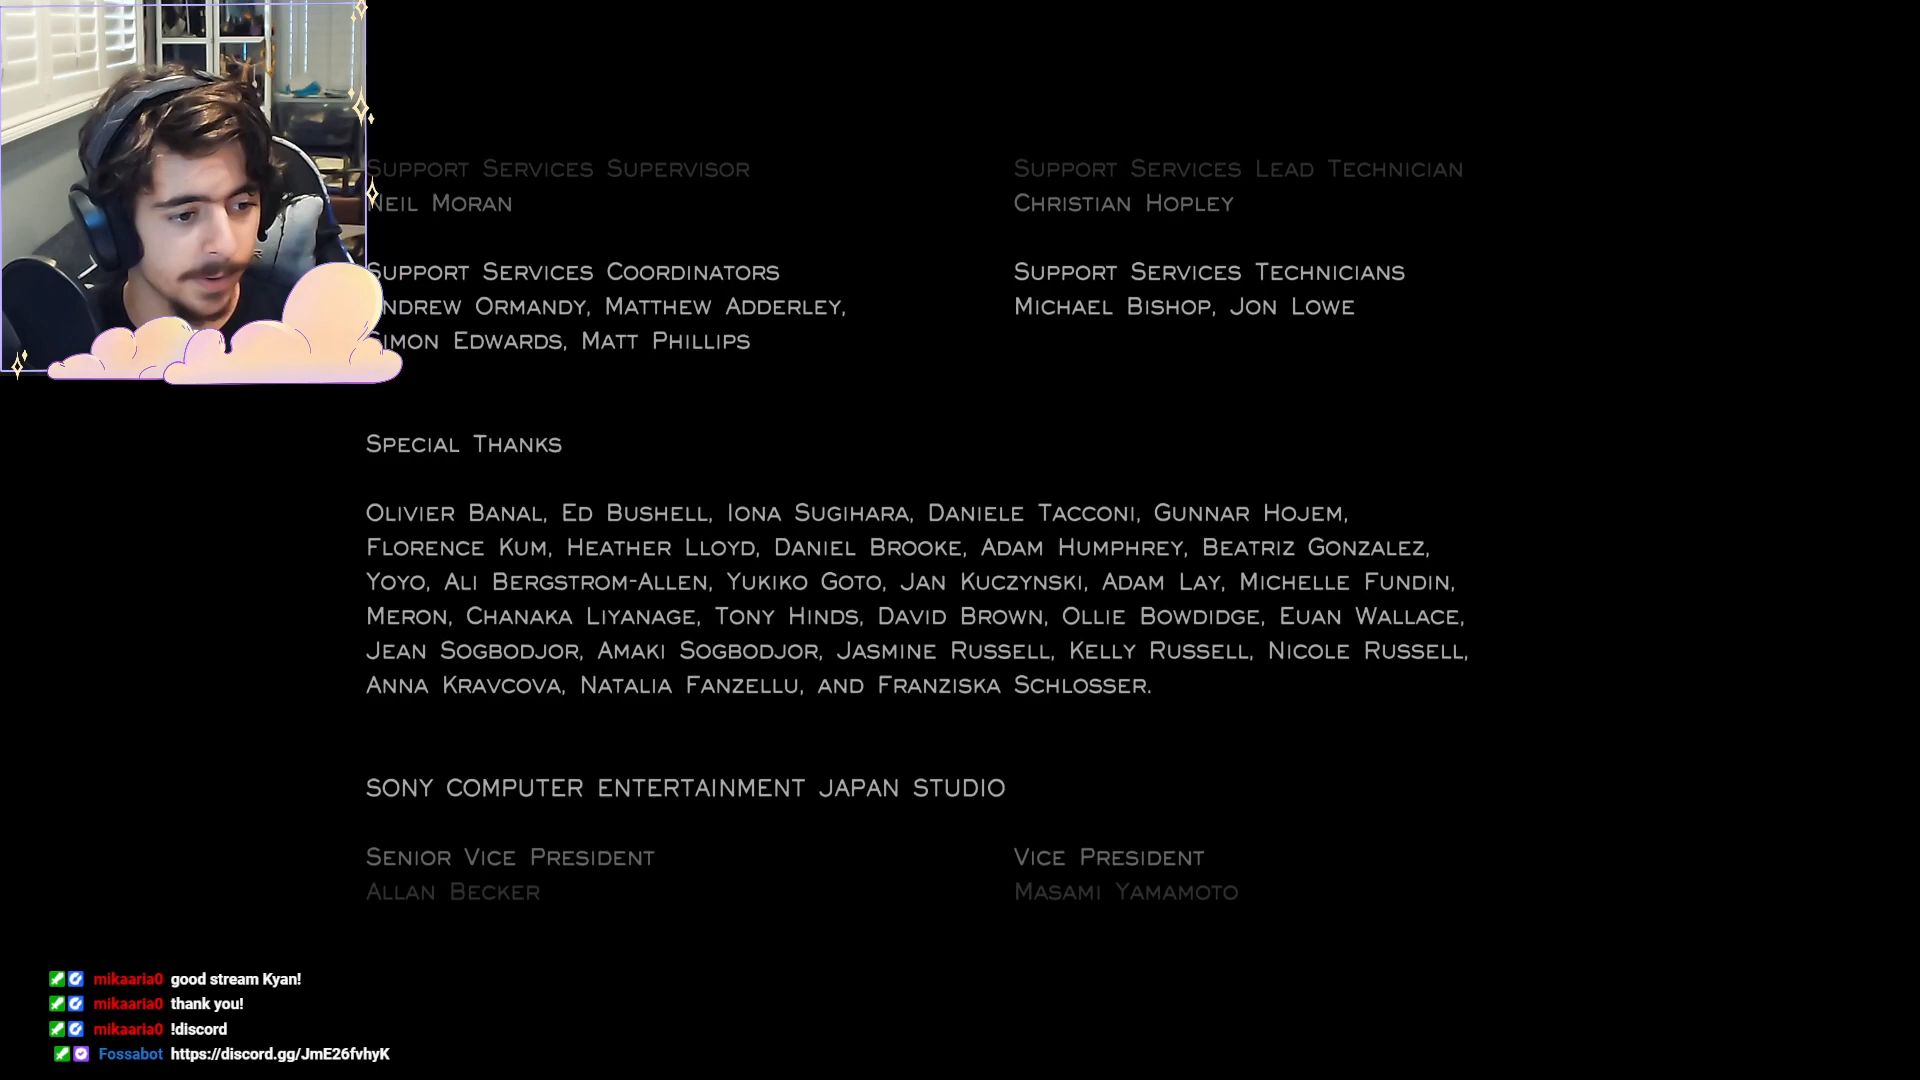 Support Services Supervisor
Neil Moran
Support Services Lead Technician
Christian Hopley
Support Services Coordinators
Andrew Ormandy, Matthew Adderley,
Simon Edwards, Matt Phillips
Support Services Technicians
Michael Bishop, Jon Lowe
Special Thanks
Olivier Banal, Ed Bushell, Iona Sugihara, Daniele Tacconi, Gunnar Hojem,
Florence Kum, Heather Lloyd, Daniel Brooke, Adam Humphrey, Beatriz Gonzalez,
Yoyo, Ali Bergstrom-Allen, Yukiko Goto, Jan Kuczynski, Adam Lay, Michelle Fundin,
Meron, Chanaka Liyanage, Tony Hinds, David Brown, Ollie Bowdidge, Euan Wallace,
Jean Sogbodjor, Amaki Sogbodjor, Jasmine Russell, Kelly Russell, Nicole Russell,
Anna Kravcova, Natalia Fanzellu, and Franziska Schlosser.
SONY COMPUTER ENTERTAINMENT JAPAN STUDIO
Senior Vice President
Allan Becker
Vice President
Masami Yamamoto
mikaaria0 good stream Kyan!
mikaaria0 thank you!
mikaaria0 !discord
Fossabot https://discord.gg/JmE26fvhyK